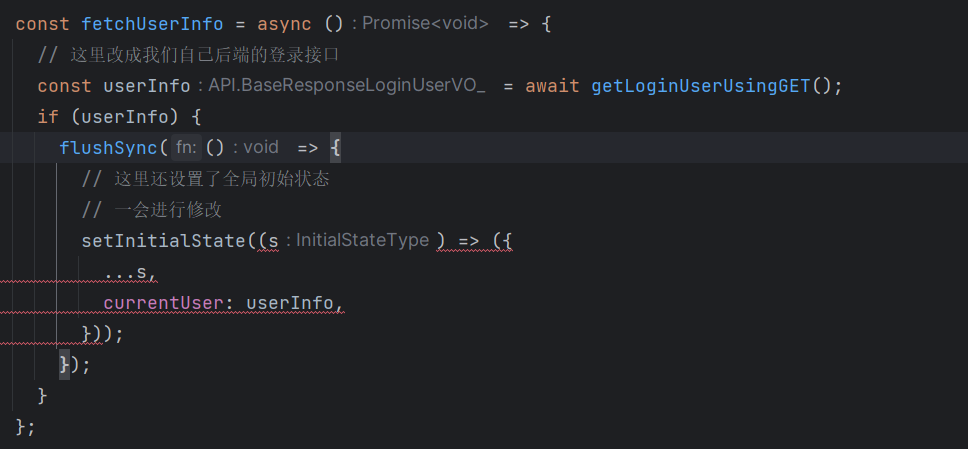 const fetchUserInfo = async () : Promise<void> => {
// 这里改成我们自己后端的登录接口
const userInfo : API.BaseResponseLoginUserVO_ = await getLoginUserUsingGET();
if (userInfo) {
flushSync( fn: () : void => {
// 这里还设置了全局初始状态
// 一会进行修改
setInitialState((s : InitialStateType ) => ({
...s,
currentUser: userInfo,
}));
});
}
};